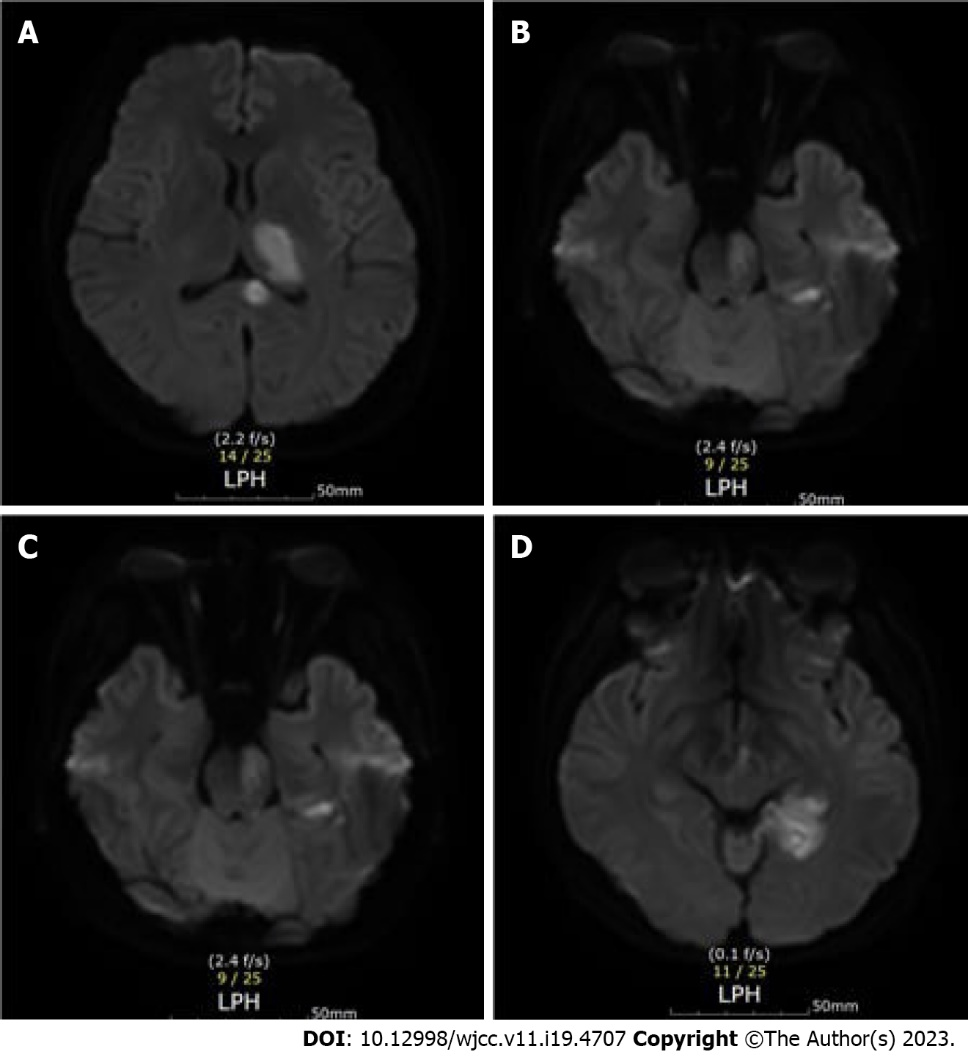 A
(2.2 f/s)
14 / 25
LPH
50mm
B
(2.4 f/s)
9 / 25
LPH
50mm
C
(2.4 f/s)
9 / 25
LPH
50mm
D
(0.1 f/s)
11 / 25
LPH
50mm
DOI: 10.12998/wjcc.v11.i19.4707 Copyright ©The Author(s) 2023.